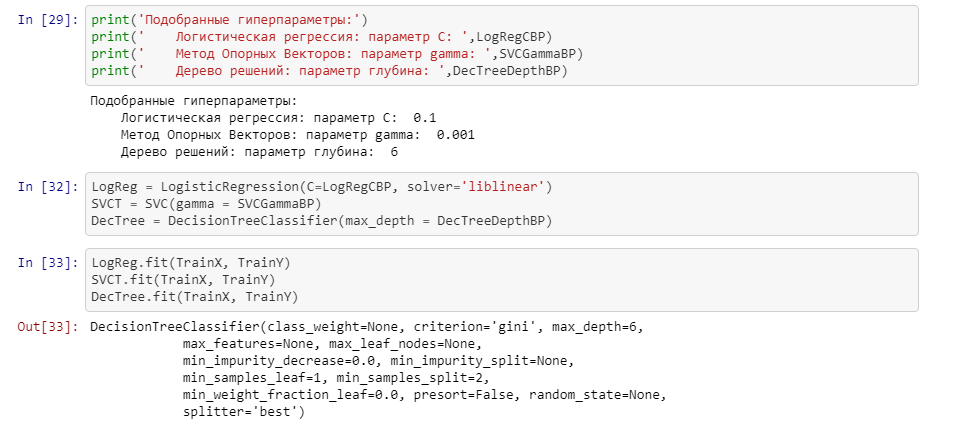 In [29]: print('Подобранные гиперпараметры:')
print('    Логистическая регрессия: параметр С: ',LogRegCBP)
print('    Метод Опорных Векторов: параметр gamma: ',SVCGammaBP)
print('    Дерево решений: параметр глубина: ',DecTreeDepthBP)
Подобранные гиперпараметры:
    Логистическая регрессия: параметр С:  0.1
    Метод Опорных Векторов: параметр gamma:  0.001
    Дерево решений: параметр глубина:  6
In [32]: LogReg = LogisticRegression(C=LogRegCBP, solver='liblinear')
SVCT = SVC(gamma = SVCGammaBP)
DecTree = DecisionTreeClassifier(max_depth = DecTreeDepthBP)
In [33]: LogReg.fit(TrainX, TrainY)
SVCT.fit(TrainX, TrainY)
DecTree.fit(TrainX, TrainY)
Out[33]: DecisionTreeClassifier(class_weight=None, criterion='gini', max_depth=6,
            max_features=None, max_leaf_nodes=None,
            min_impurity_decrease=0.0, min_impurity_split=None,
            min_samples_leaf=1, min_samples_split=2,
            min_weight_fraction_leaf=0.0, presort=False, random_state=None,
            splitter='best')